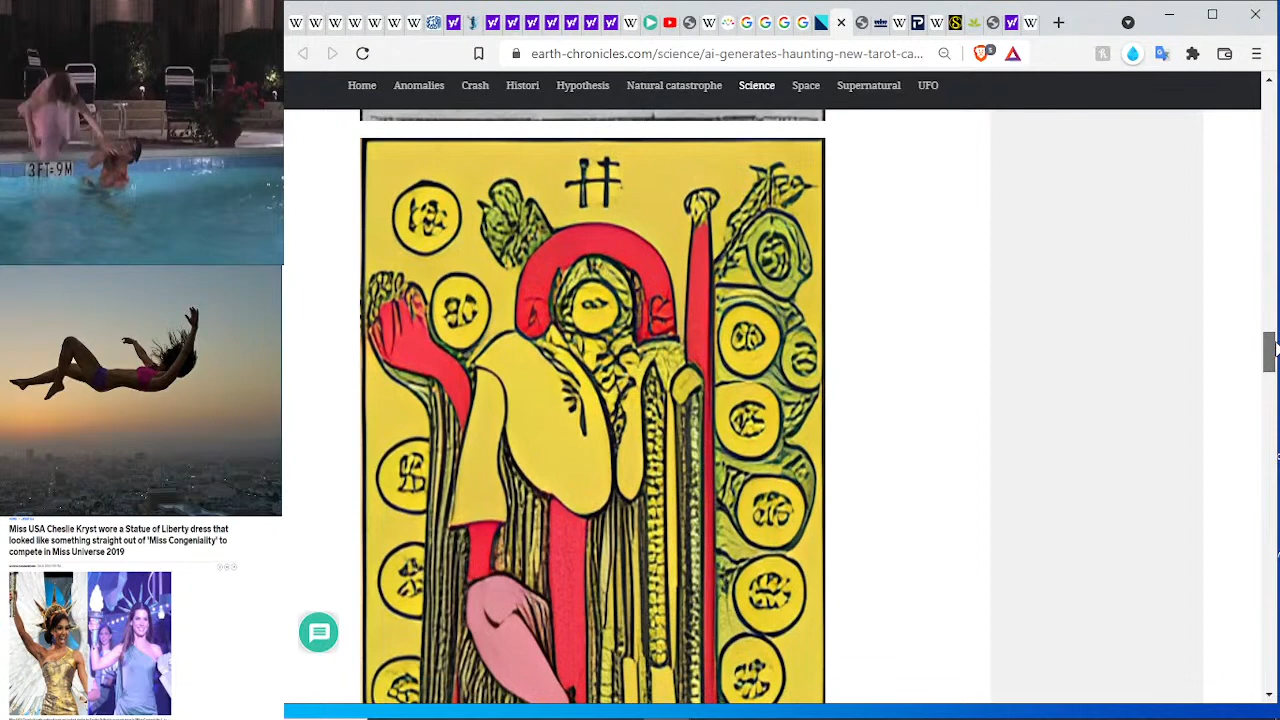 3 FT=.9M
Miss USA Cheslie Kryst wore a Statue of Liberty dress that
looked like something straight out of 'Miss Congeniality' to
compete in Miss Universe 2019
earth-chronicles.com/science/ai-generates-haunting-new-tarot-ca...
Home Anomalies Crash Histori Hypothesis Natural catastrophe Science Space Supernatural UFO